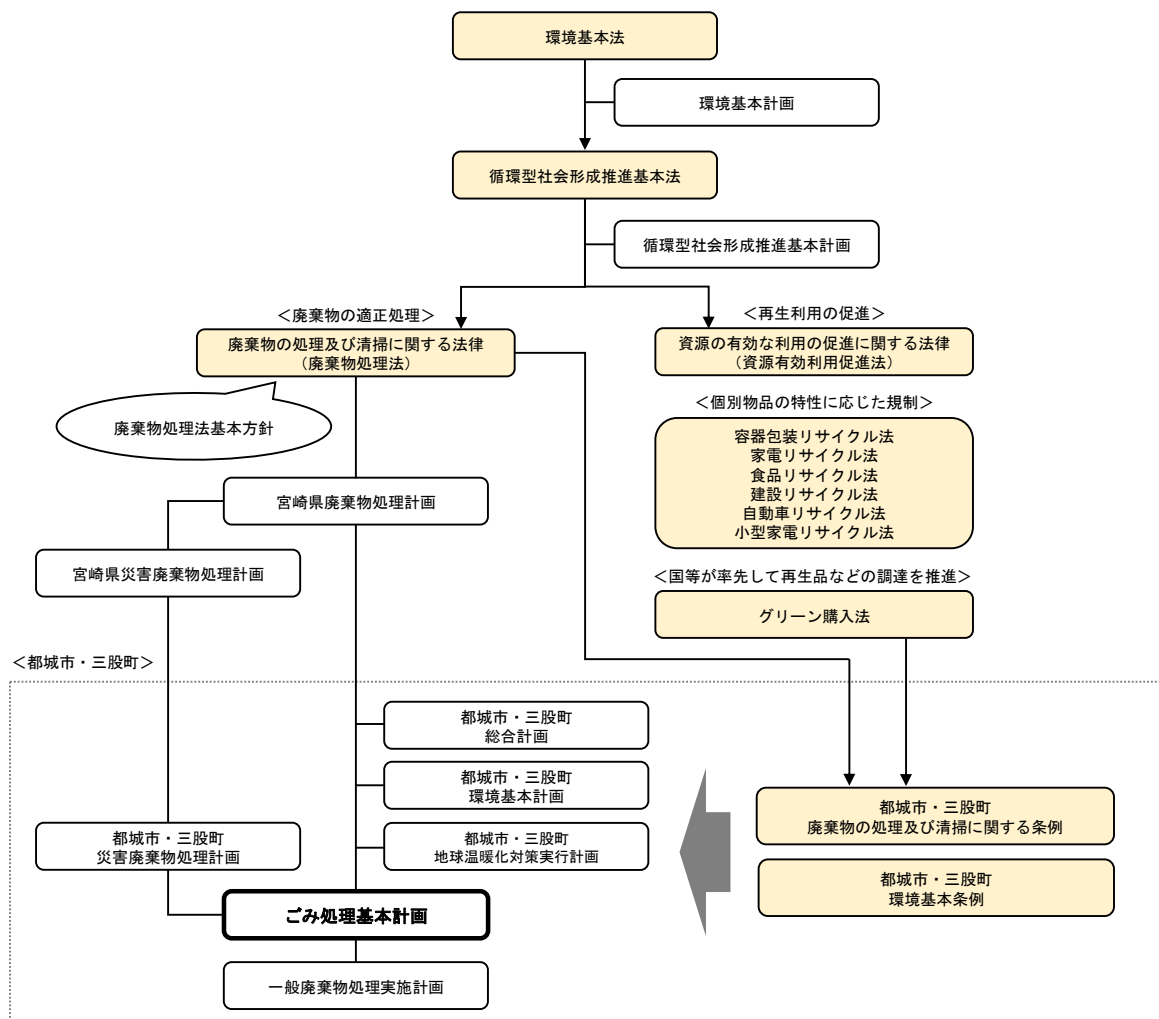 環境基本法
環境基本計画
循環型社会形成推進基本法
循環型社会形成推進基本計画
＜廃棄物の適正処理＞
廃棄物の処理及び清掃に関する法律
（廃棄物処理法）
廃棄物処理法基本方針
＜再生利用の促進＞
資源の有効な利用の促進に関する法律
（資源有効利用促進法）
＜個別物品の特性に応じた規制＞
容器包装リサイクル法
家電リサイクル法
食品リサイクル法
建設リサイクル法
自動車リサイクル法
小型家電リサイクル法
宮崎県廃棄物処理計画
宮崎県災害廃棄物処理計画
＜国等が率先して再生品などの調達を推進＞
グリーン購入法
＜都城市・三股町＞
都城市・三股町
総合計画
都城市・三股町
環境基本計画
都城市・三股町
地球温暖化対策実行計画
都城市・三股町
災害廃棄物処理計画
都城市・三股町
廃棄物の処理及び清掃に関する条例
都城市・三股町
環境基本条例
ごみ処理基本計画
一般廃棄物処理実施計画